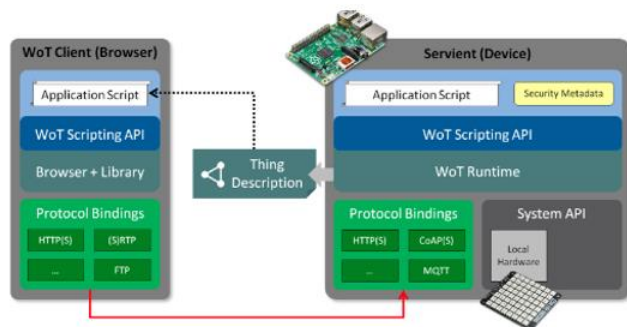 WoT Client (Browser)
Application Script
WoT Scripting API
Browser + Library
Protocol Bindings
HTTP(S)
(S)RTP
...
FTP
Thing
Description
Servient (Device)
Application Script
Security Metadata
WoT Scripting API
WoT Runtime
Protocol Bindings
HTTP(S)
CoAP(S)
...
MQTT
System API
Local
Hardware